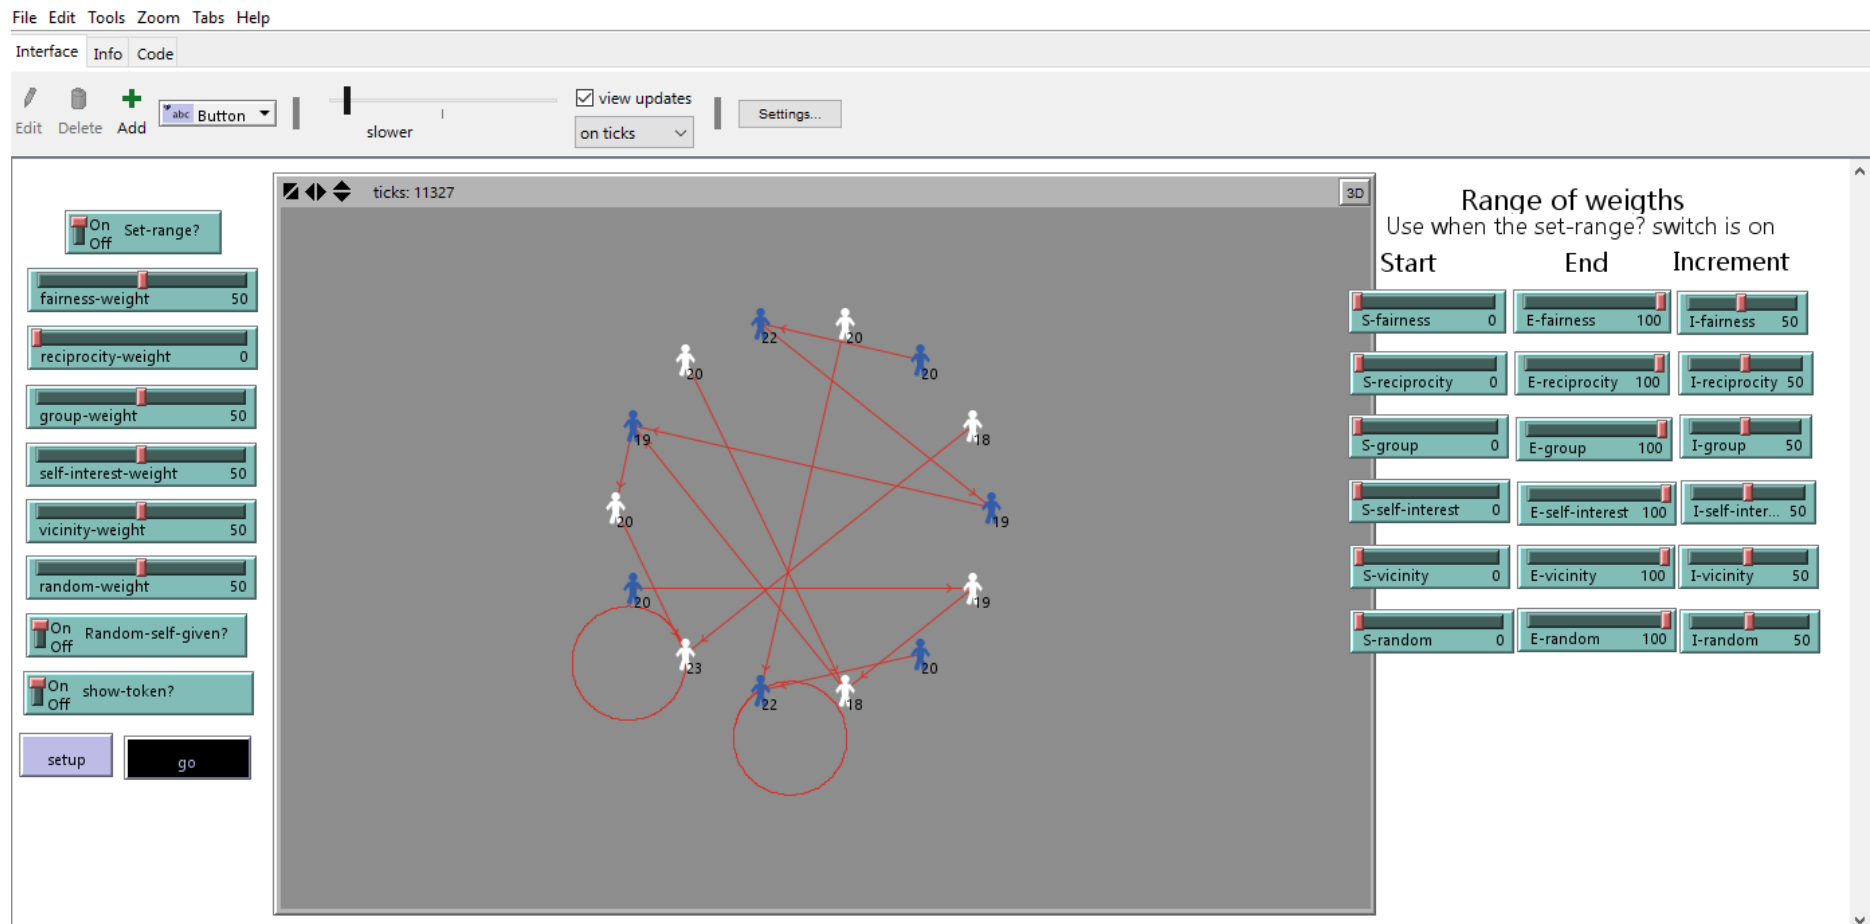 File Edit Tools Zoom Tabs Help
Interface Info Code
Edit Delete Add abc Button slower view updates on ticks Settings...
ticks: 11327 3D
On Off Set-range?
fairness-weight 50
reciprocity-weight 0
group-weight 50
self-interest-weight 50
vicinity-weight 50
random-weight 50
On Off Random-self-given?
On Off show-token?
setup go
22 20
20 20
19 18
20 19
20 19
23 20
22 18
Range of weigths
Use when the set-range? switch is on
Start End Increment
S-fairness 0 E-fairness 100 I-fairness 50
S-reciprocity 0 E-reciprocity 100 I-reciprocity 50
S-group 0 E-group 100 I-group 50
S-self-interest 0 E-self-interest 100 I-self-inter... 50
S-vicinity 0 E-vicinity 100 I-vicinity 50
S-random 0 E-random 100 I-random 50